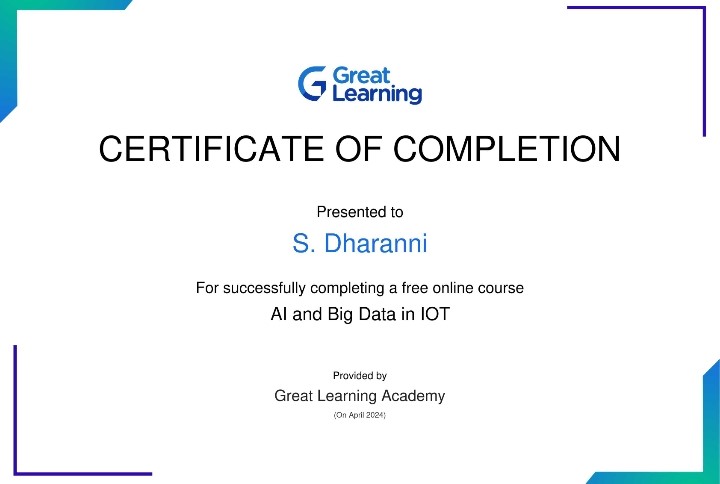 Great
Learning
CERTIFICATE OF COMPLETION
Presented to
S. Dharanni
For successfully completing a free online course
AI and Big Data in IOT
Provided by
Great Learning Academy
(On April 2024)